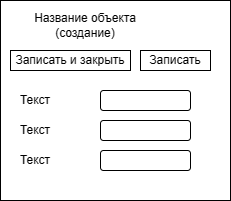 Название объекта
(создание)
Записать и закрыть Записать
Текст
Текст
Текст